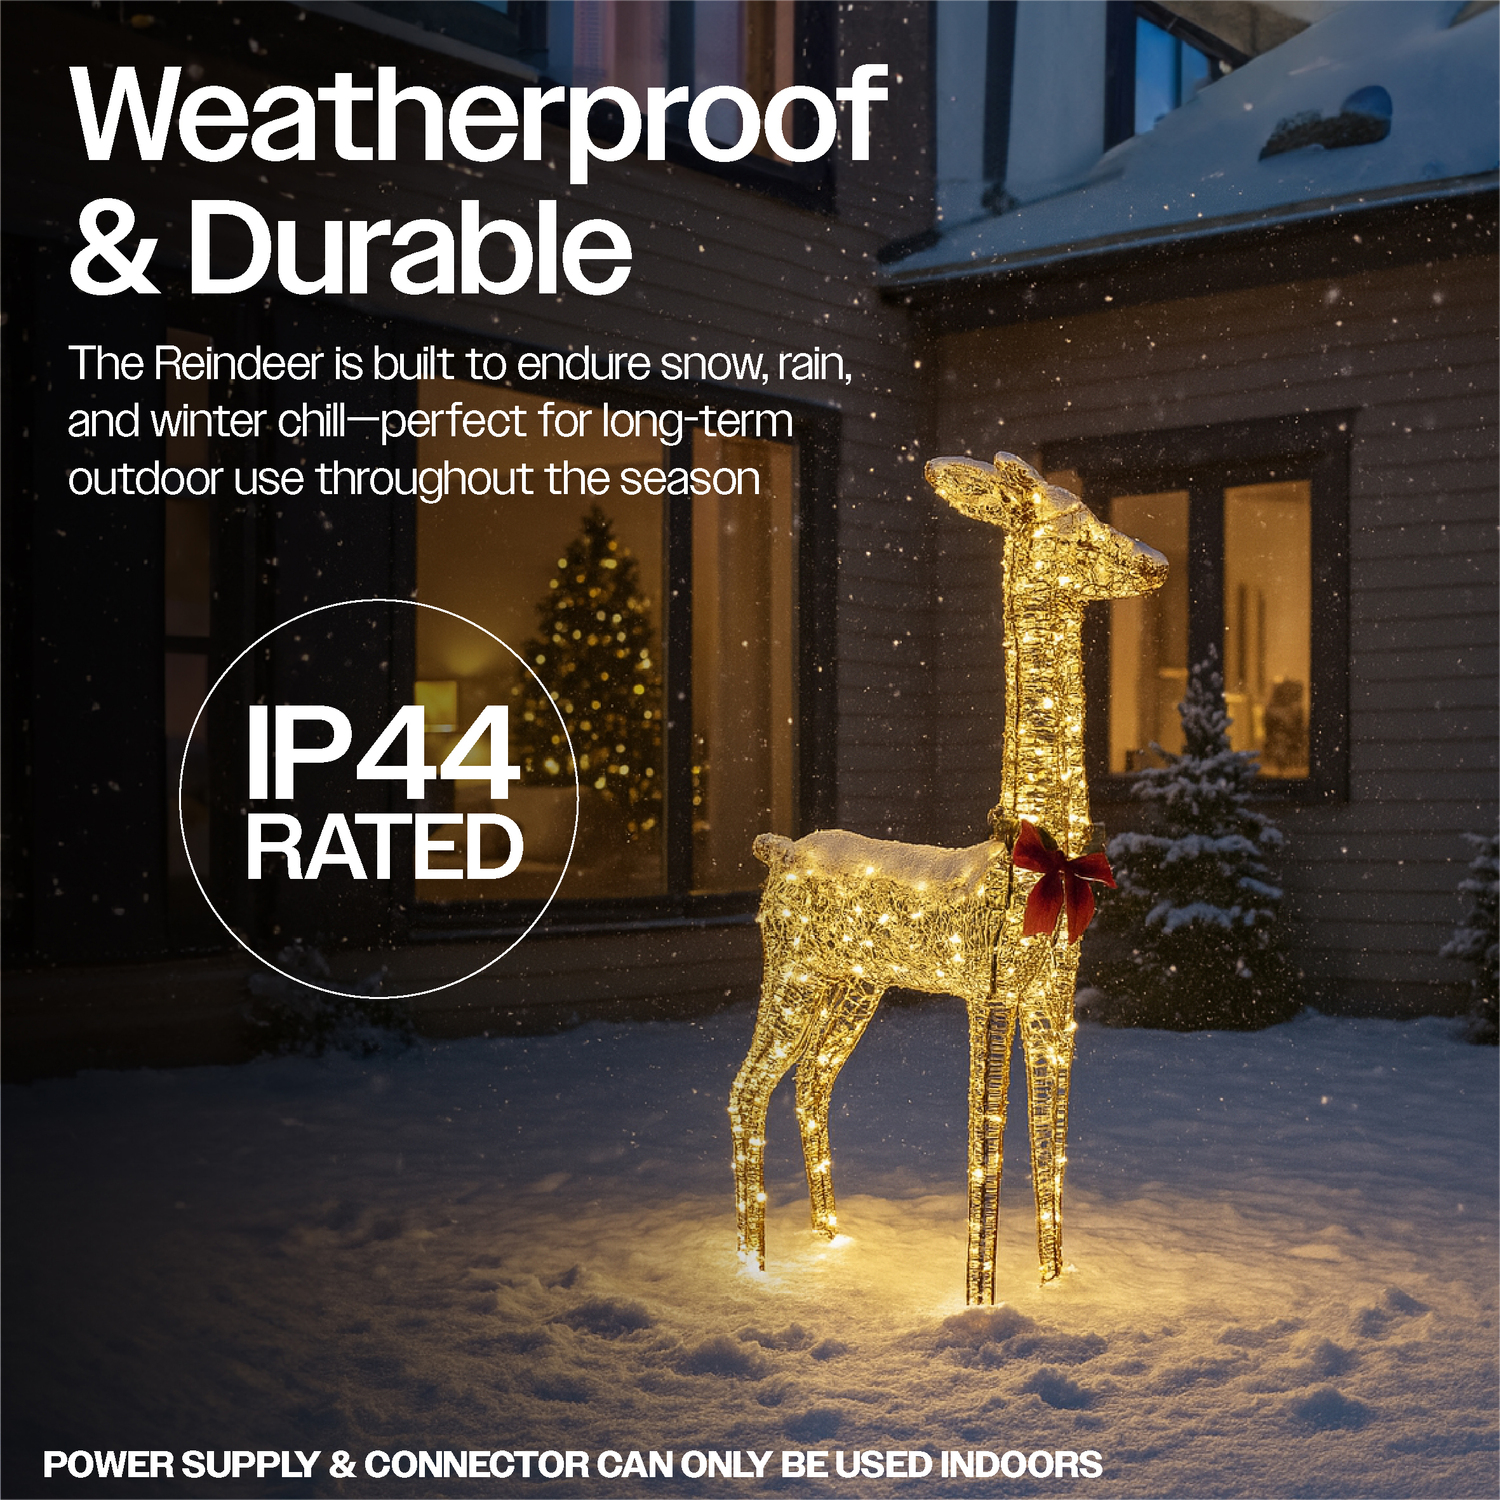 Weatherproof
& Durable
The Reindeer is built to endure snow, rain,
and winter chill—perfect for long-term
outdoor use throughout the season
IP44
RATED
POWER SUPPLY & CONNECTOR CAN ONLY BE USED INDOORS